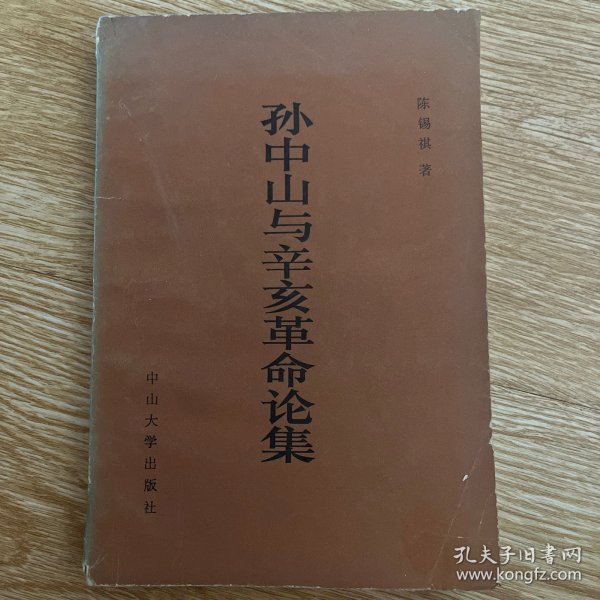 陈锡祺 著
孙中山与辛亥革命论集
中山大学出版社
孔夫子旧书网
www.kongfz.com